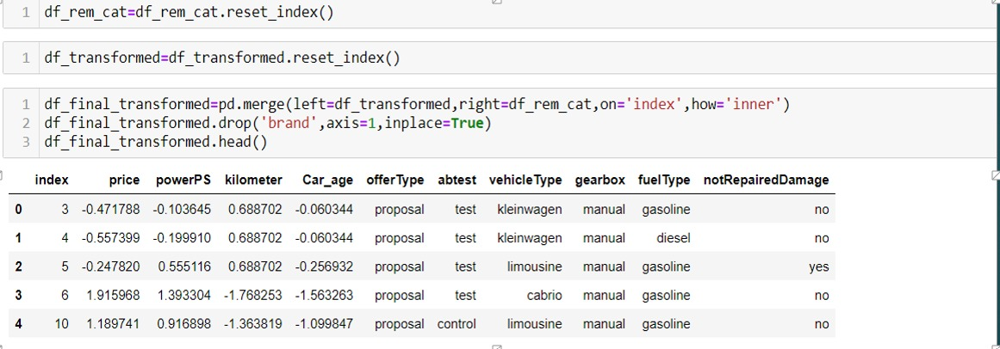 1 df_rem_cat=df_rem_cat.reset_index()
1 df_transformed=df_transformed.reset_index()
1 df_final_transformed=pd.merge(left=df_transformed,right=df_rem_cat,on='index',how='inner')
2 df_final_transformed.drop('brand',axis=1,inplace=True)
3 df_final_transformed.head()
index price powerPS kilometer Car_age offerType abtest vehicleType gearbox fuelType notRepairedDamage
0 3 -0.471788 -0.103645 0.688702 -0.060344 proposal test kleinwagen manual gasoline no
1 4 -0.557399 -0.199910 0.688702 -0.060344 proposal test kleinwagen manual diesel no
2 5 -0.247820 0.555116 0.688702 -0.256932 proposal test limousine manual gasoline yes
3 6 1.915968 1.393304 -1.768253 -1.563263 proposal test cabrio manual gasoline no
4 10 1.189741 0.916898 -1.363819 -1.099847 proposal control limousine manual gasoline no